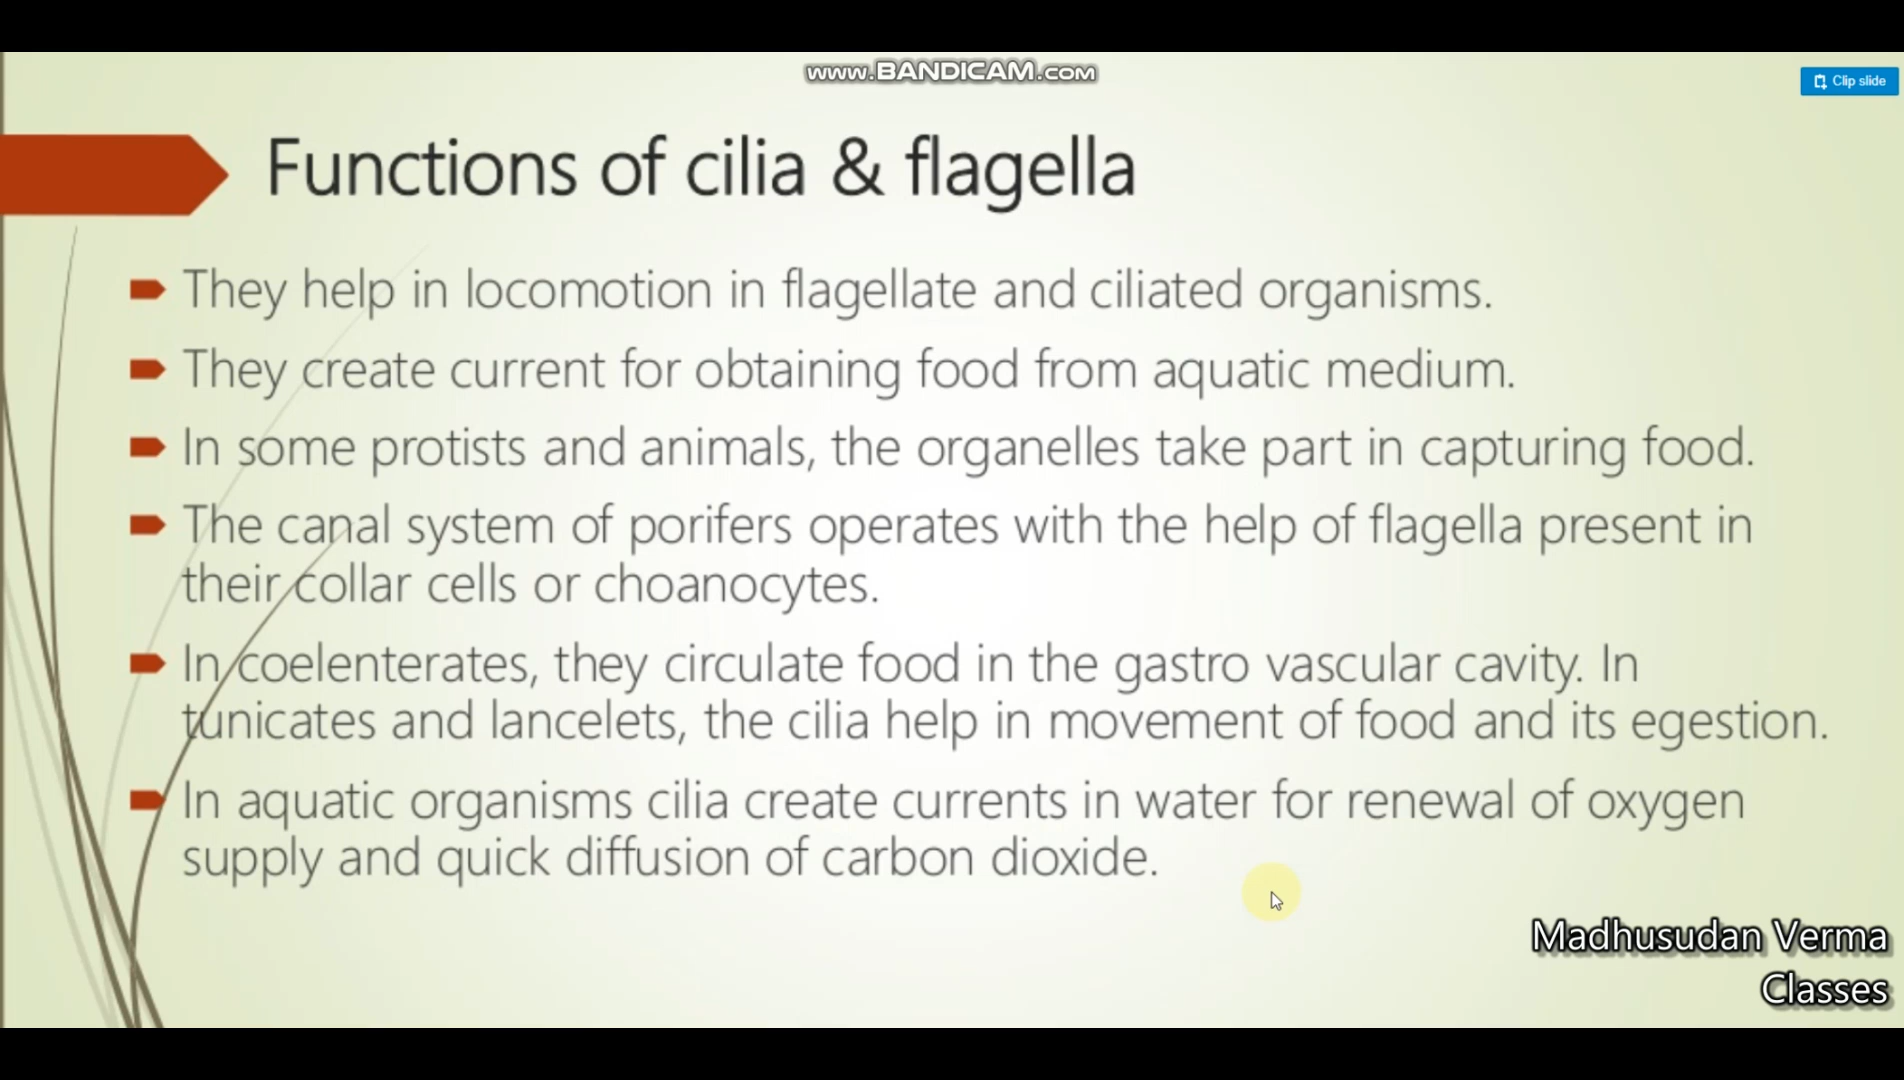 www.BANDICAM.com
Clip slide
Functions of cilia & flagella
They help in locomotion in flagellate and ciliated organisms.
They create current for obtaining food from aquatic medium.
In some protists and animals, the organelles take part in capturing food.
The canal system of porifers operates with the help of flagella present in
their collar cells or choanocytes.
In coelenterates, they circulate food in the gastro vascular cavity. In
tunicates and lancelets, the cilia help in movement of food and its egestion.
In aquatic organisms cilia create currents in water for renewal of oxygen
supply and quick diffusion of carbon dioxide.
Madhusudan Verma
Classes